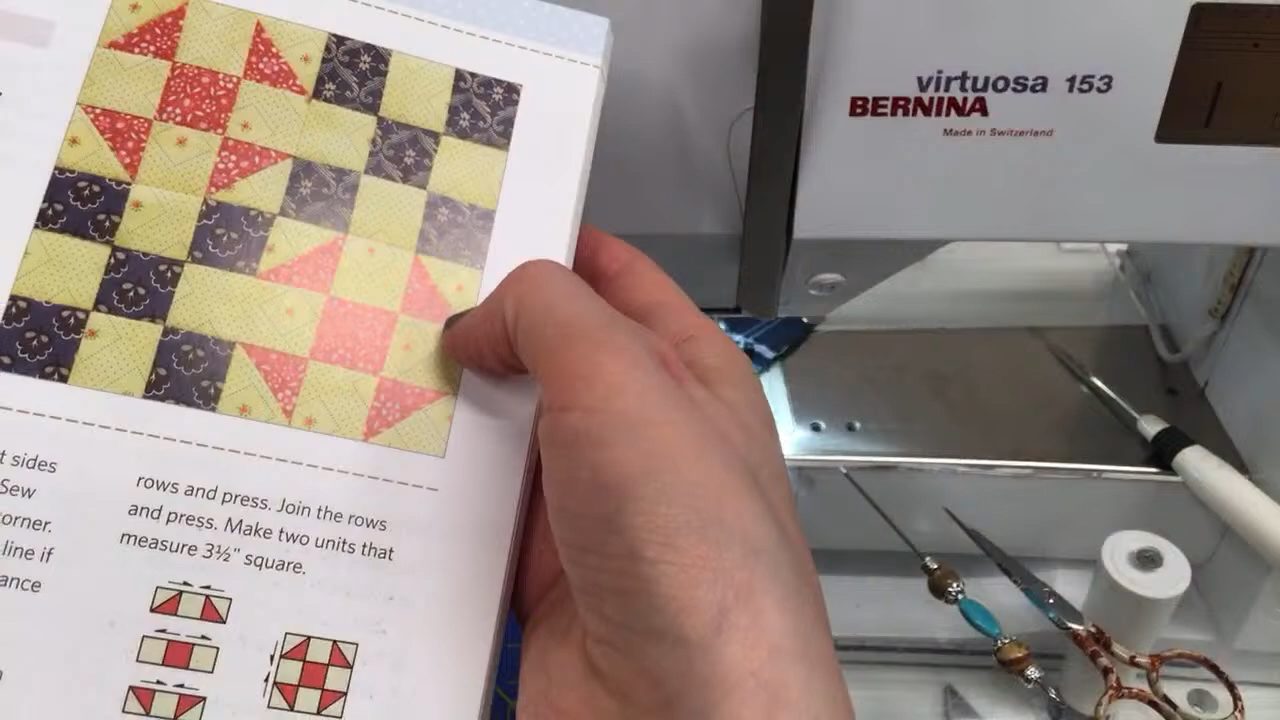 virtuosa 153
BERNINA
Made in Switzerland
t sides
Sew
orner.
line if
ance
rows and press. Join the rows
and press. Make two units that
measure 3½" square.